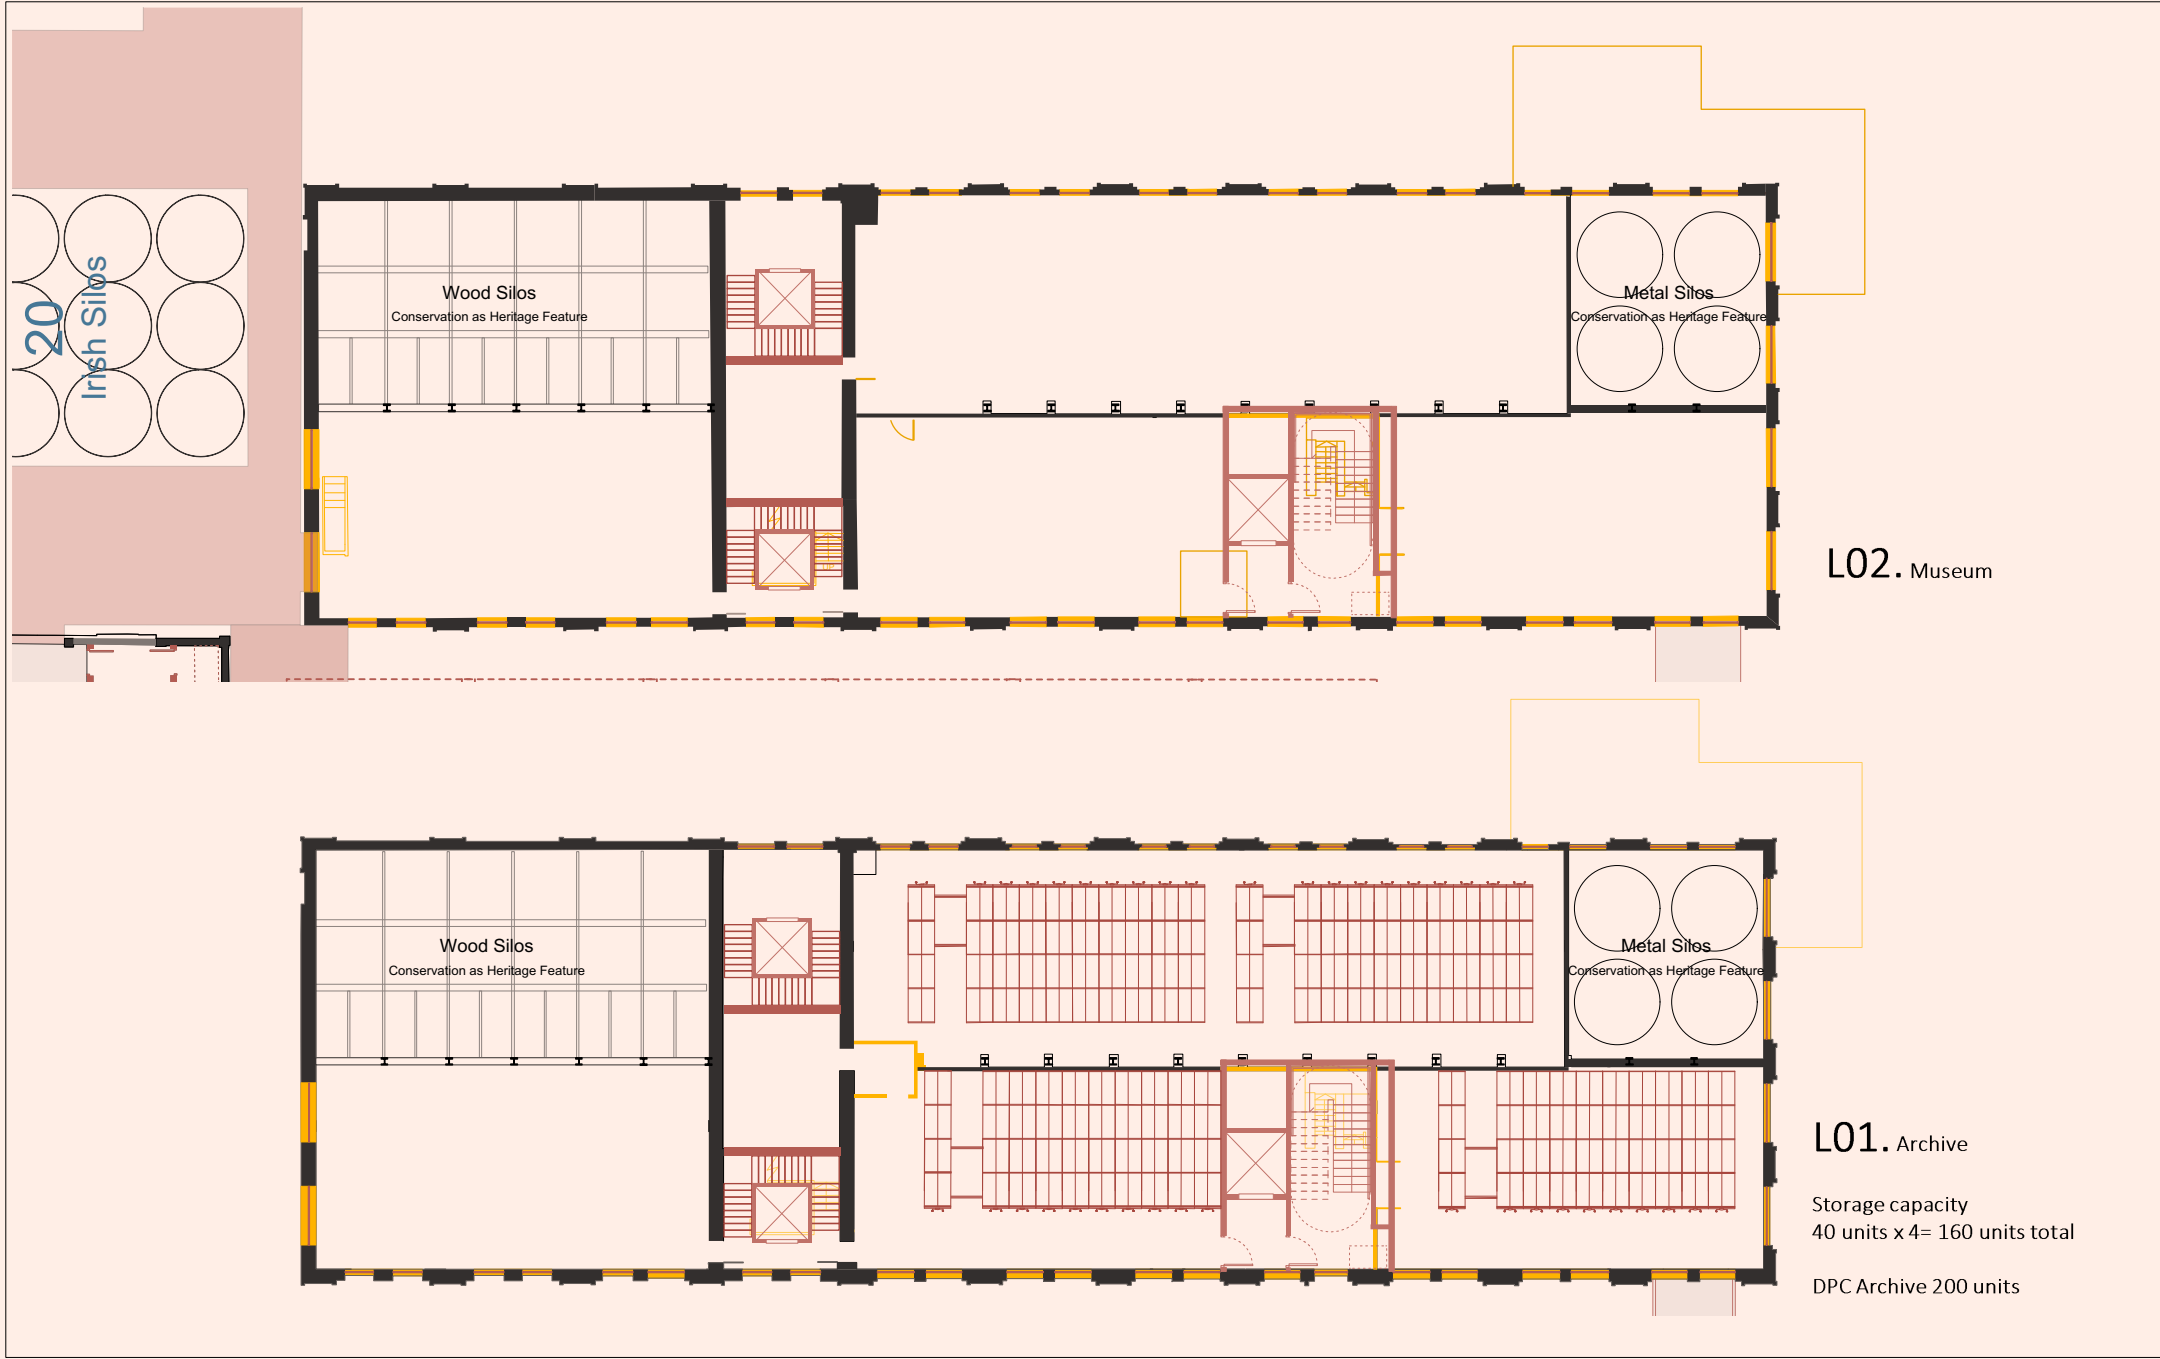 20
Irish Silos
Wood Silos
Conservation as Heritage Feature
Metal Silos
Conservation as Heritage Feature
L02. Museum
Wood Silos
Conservation as Heritage Feature
Metal Silos
Conservation as Heritage Feature
L01. Archive
Storage capacity
40 units x 4= 160 units total
DPC Archive 200 units